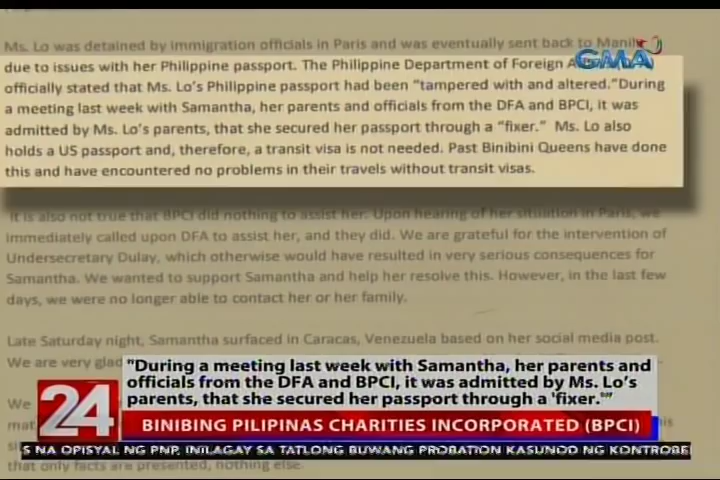 Ms. Lo was detained by immigration officials in Paris and was eventually sent back to Manila
GMA
due to issues with her Philippine passport. The Philippine Department of Foreign
officially stated that Ms. Lo's Philippine passport had been "tampered with and altered."During
a meeting last week with Samantha, her parents and officials from the DFA and BPCI, it was
admitted by Ms. Lo's parents, that she secured her passport through a "fixer." Ms. Lo also
holds a US passport and, therefore, a transit visa is not needed. Past Binibini Queens have done
this and have encountered no problems in their travels without transit visas.
It is also not true that BPCI did nothing to assist her. Upon hearing of her situation in Paris, we
immediately called upon DFA to assist her, and they did. We are grateful for the intervention of
Undersecretary Dulay, which otherwise would have resulted in very serious consequences for
Samantha. We wanted to support Samantha and help her resolve this. However, in the last few
days, we were no longer able to contact her or her family.
Late Saturday night, Samantha surfaced in Caracas, Venezuela based on her social media post.
We are very glad
"During a meeting last week with Samantha, her parents and
officials from the DFA and BPCI, it was admitted by Ms. Lo's
parents, that she secured her passport through a 'fixer.'"
We
24
BINIBING PILIPINAS CHARITIES INCORPORATED (BPCI)
S NA OPISYAL NG PNP, INILAGAY SA TATLONG BUWANG PROBATION KASUNOD NG KONTROBER
that only facts are presented, nothing else.